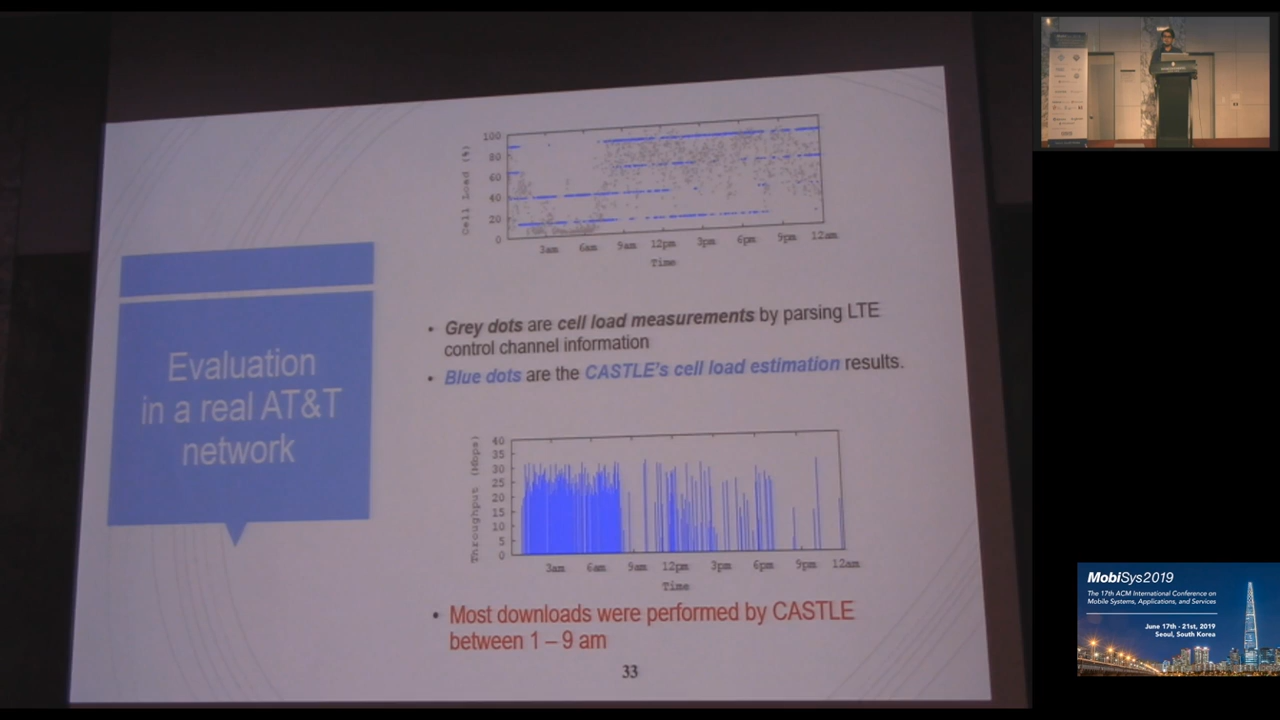 Evaluation
in a real AT&T
network
100
80
60
40
20
0
Cell Load (%)
3am 6am 9am 12pm 3pm 6pm 9pm 12am
Time
• Grey dots are cell load measurements by parsing LTE
control channel information
• Blue dots are the CASTLE's cell load estimation results.
40
35
30
25
20
15
10
5
0
Throughput (Mbps)
3am 6am 9am 12pm 3pm 6pm 9pm 12am
Time
• Most downloads were performed by CASTLE
between 1 – 9 am
33
MobiSys2019
The 17th ACM International Conference on
Mobile Systems, Applications, and Services
June 17th - 21st, 2019
Seoul, South Korea